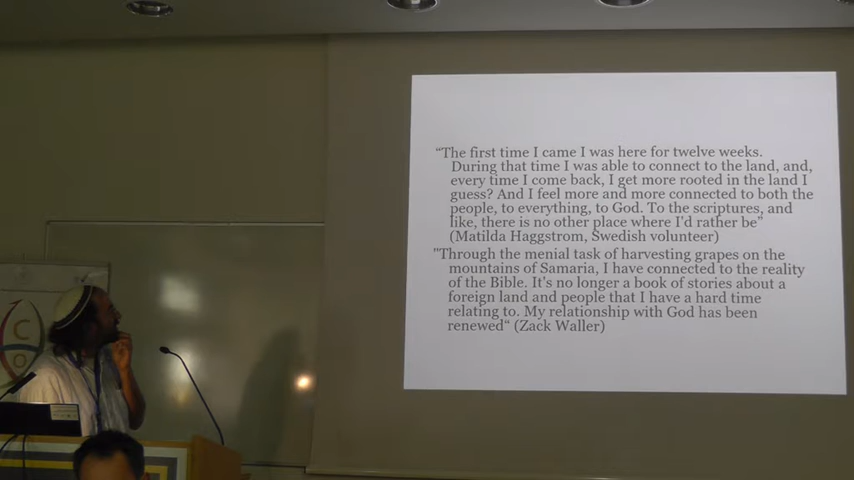 “The first time I came I was here for twelve weeks.
During that time I was able to connect to the land, and,
every time I come back, I get more rooted in the land I
guess? And I feel more and more connected to both the
people, to everything, to God. To the scriptures, and
like, there is no other place where I'd rather be”
(Matilda Haggstrom, Swedish volunteer)
"Through the menial task of harvesting grapes on the
mountains of Samaria, I have connected to the reality
of the Bible. It's no longer a book of stories about a
foreign land and people that I have a hard time
relating to. My relationship with God has been
renewed“ (Zack Waller)
C
O